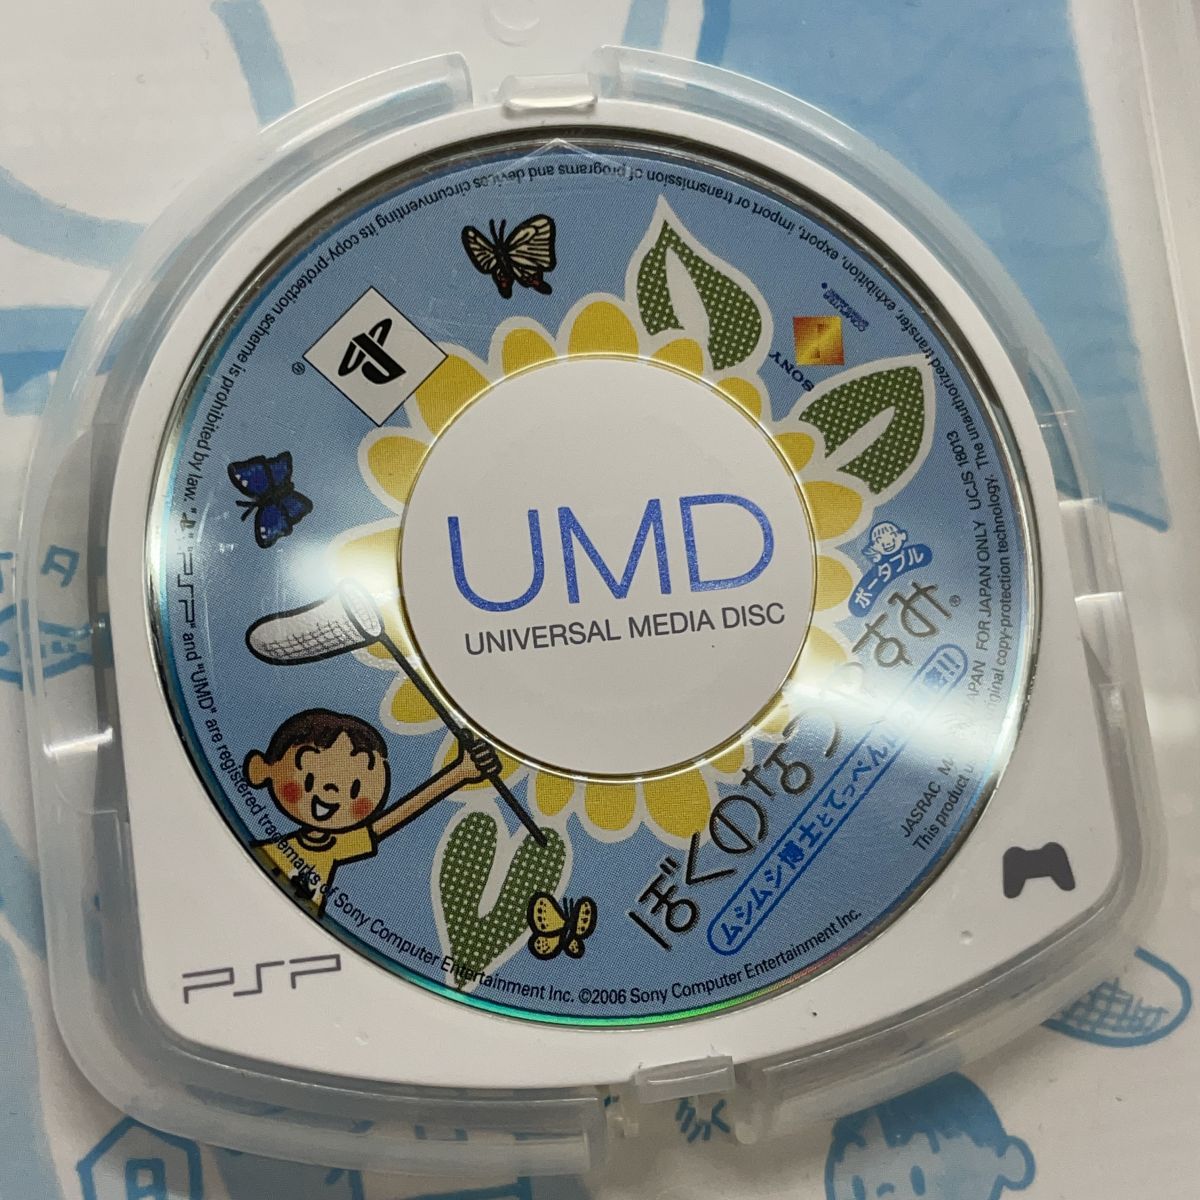 UMD
UNIVERSAL MEDIA DISC
ポータブル
ぼくのなつやすみ®
ムシムシ博士とてっぺん山の
!!
SONY
COMPUTER
ENTERTAINMENT
®
JASRAC
JAPAN FOR JAPAN ONLY UCJS 18013
This product u
original copy-protection technology. The unauthorized transfer, exhibition, export, import or transmission of programs and devices circumventing its copy-protection scheme is prohibited by law. " " "PSP" and "UMD" are registered trademarks of Sony Computer Entertainment Inc. ©2006 Sony Computer Entertainment Inc.
PSP